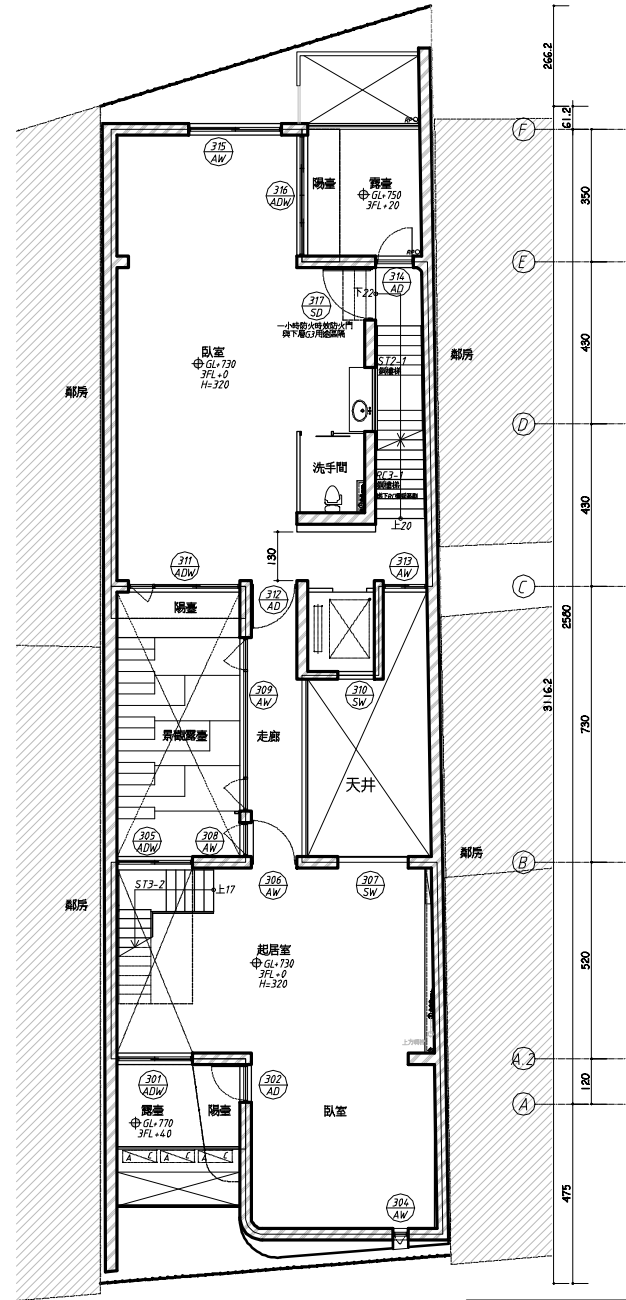 266.2
61.2
F
315
AW
RPO
316
ADW
陽臺
露臺
GL+750
3FL+20
350
RPO
E
314
AD
下22
317
SD
一小時防火時效防火門
與下層G3用途區隔
臥室
GL+730
3FL+0
H=320
鄰房
鄰房
ST2-1
鋼樓梯
430
D
洗手間
RC3-1
鋼樓梯
上20
430
130
311
ADW
312
AD
313
AW
C
陽臺
2580
3116.2
309
AW
310
SW
景觀露臺
走廊
730
天井
305
ADW
308
AW
鄰房
B
306
AW
307
SW
ST3-2
上17
鄰房
起居室
GL+730
3FL+0
H=320
520
A.2
301
ADW
302
AD
120
露臺
GL+770
3FL+40
陽臺
臥室
A
A C A C A C
475
304
AW